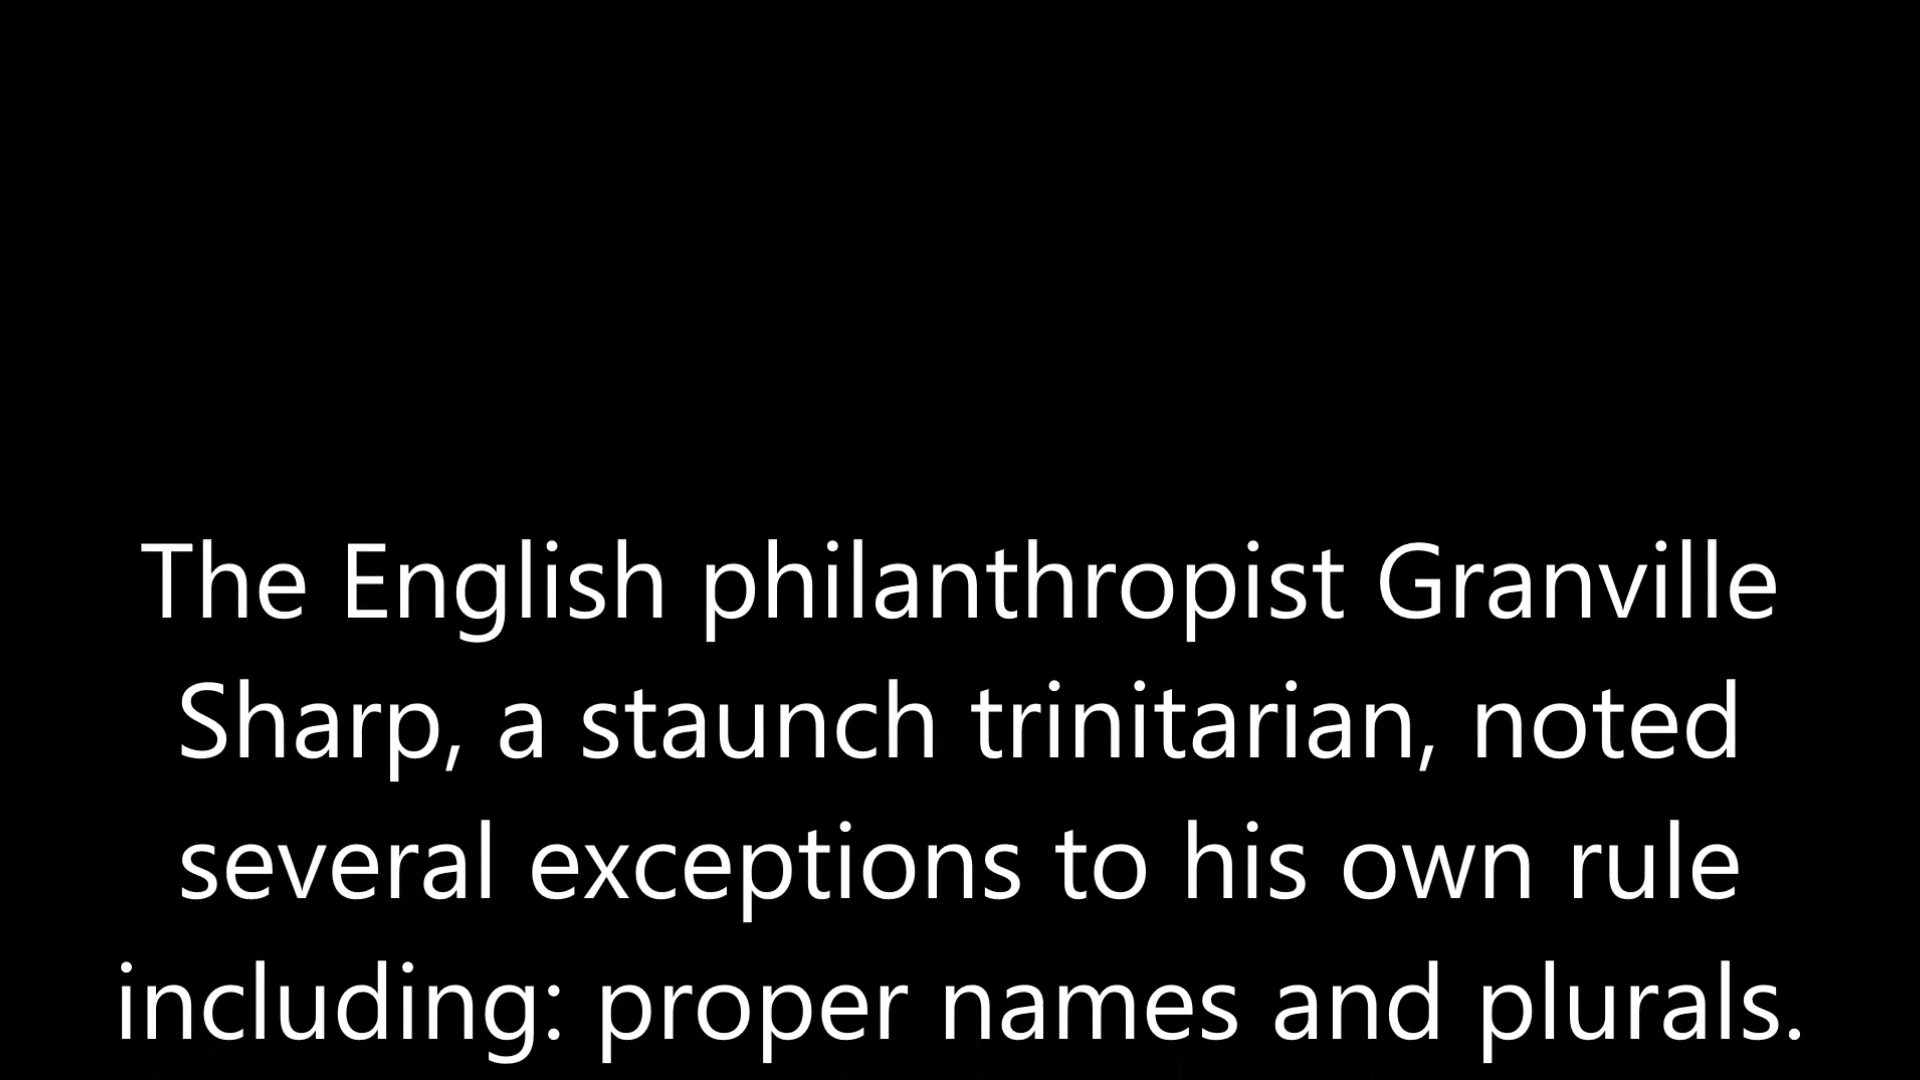 The English philanthropist Granville
Sharp, a staunch trinitarian, noted
several exceptions to his own rule
including: proper names and plurals.